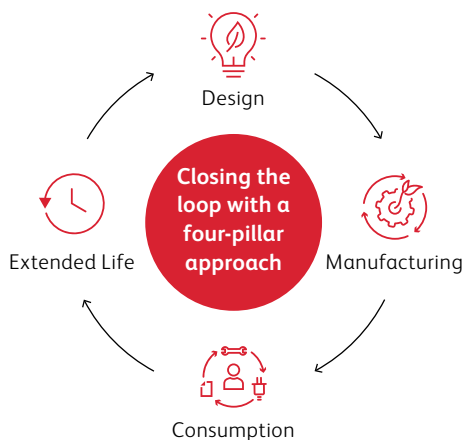 Design
Closing the
loop with a
four-pillar
approach
Extended Life
Manufacturing
Consumption